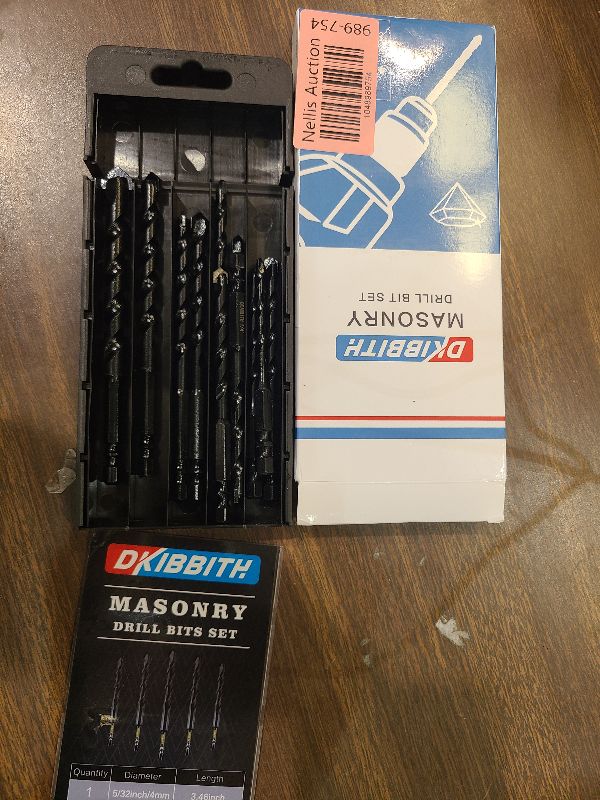 Nellis Auction
989-754
1048989754
DKIBBITH
MASONRY
DRILL BIT SET
DKIBBITH
MASONRY
DRILL BITS SET
Quantity Diameter Length
1 5/32inch/4mm 3.46inch